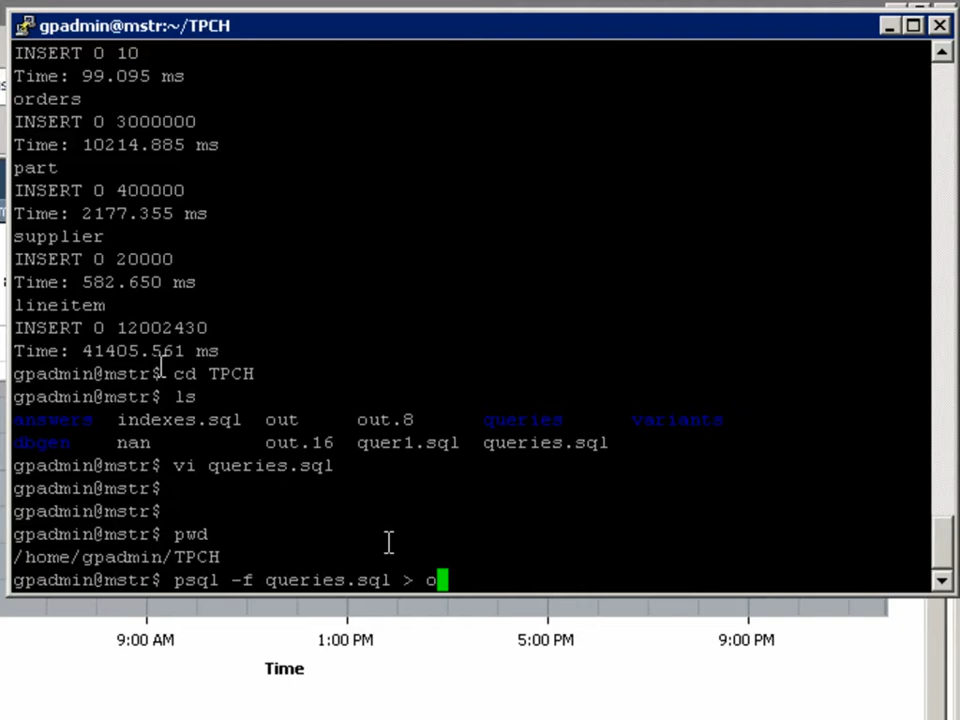 gpadmin@mstr:~/TPCH
INSERT 0 10
Time: 99.095 ms
orders
INSERT 0 3000000
Time: 10214.885 ms
part
INSERT 0 400000
Time: 2177.355 ms
supplier
INSERT 0 20000
Time: 582.650 ms
lineitem
INSERT 0 12002430
Time: 41405.561 ms
gpadmin@mstr$ cd TPCH
gpadmin@mstr$ ls
answers indexes.sql out out.8 queries variants
dbgen nan out.16 quer1.sql queries.sql
gpadmin@mstr$ vi queries.sql
gpadmin@mstr$
gpadmin@mstr$
gpadmin@mstr$ pwd
/home/gpadmin/TPCH
gpadmin@mstr$ psql -f queries.sql > o
9:00 AM 1:00 PM 5:00 PM 9:00 PM
Time